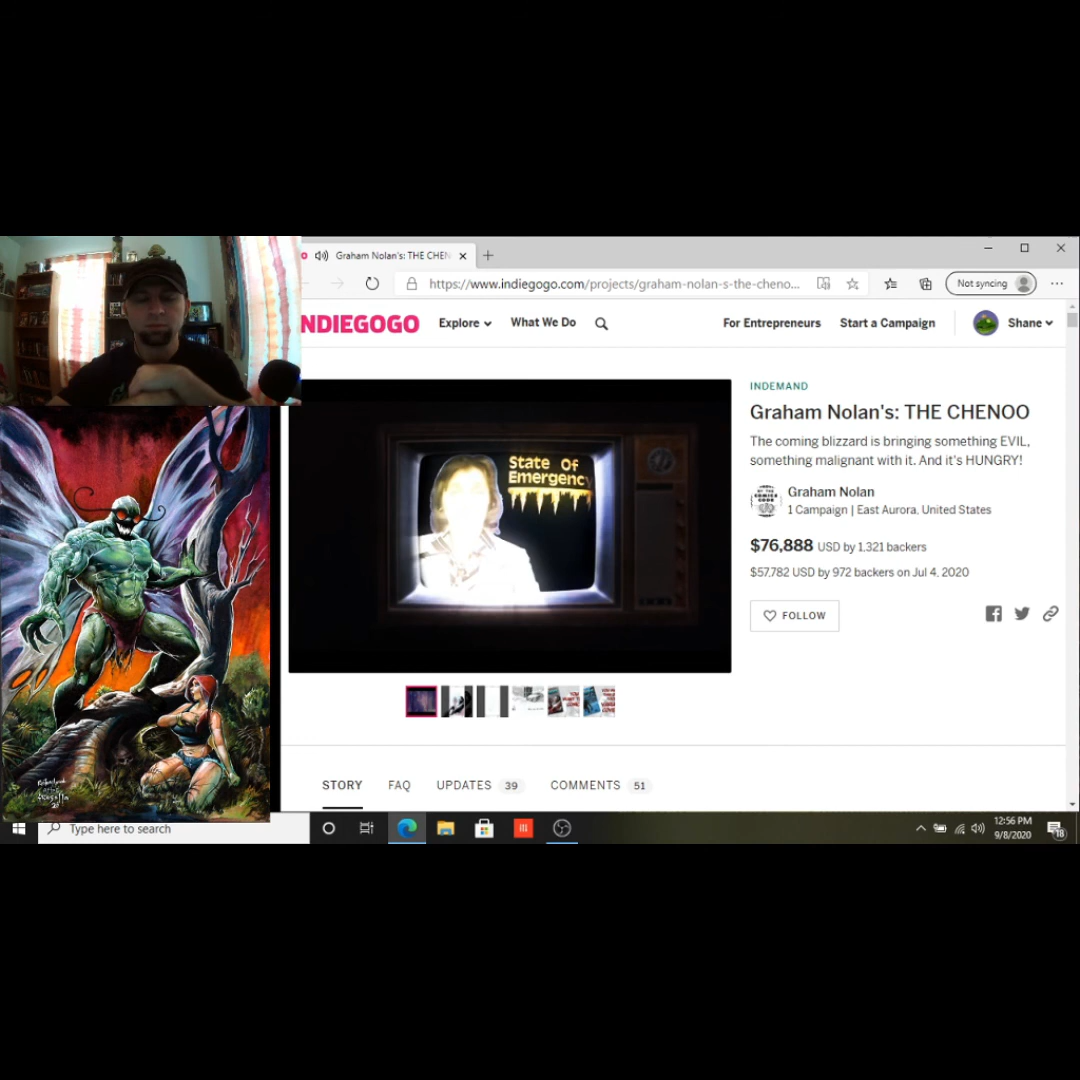 Graham Nolan's: THE CHEN
https://www.indiegogo.com/projects/graham-nolan-s-the-cheno...
Not syncing
NDIEGOGO
Explore
What We Do
For Entrepreneurs
Start a Campaign
Shane
State Of
Emergency
INDEMAND
Graham Nolan's: THE CHENOO
The coming blizzard is bringing something EVIL,
something malignant with it. And it's HUNGRY!
Graham Nolan
1 Campaign | East Aurora, United States
$76,888 USD by 1,321 backers
$57,782 USD by 972 backers on Jul 4, 2020
FOLLOW
STORY
FAQ
UPDATES 39
COMMENTS 51
Type here to search
12:56 PM
9/8/2020
18